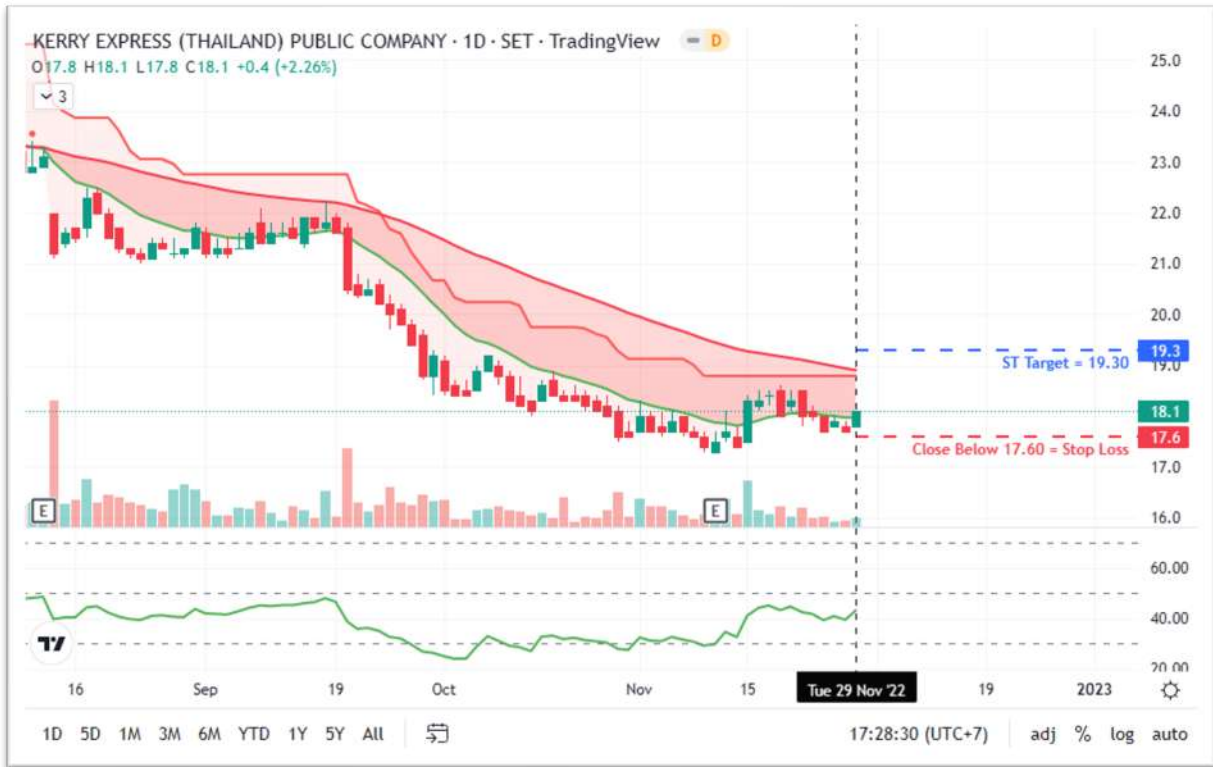 KERRY EXPRESS (THAILAND) PUBLIC COMPANY · 1D · SET · TradingView D
O17.8 H18.1 L17.8 C18.1 +0.4 (+2.26%)
3
25.0
24.0
23.0
22.0
21.0
20.0
19.3
ST Target = 19.30
19.0
18.1
17.6
Close Below 17.60 = Stop Loss
17.0
E E
16.0
60.00
40.00
20.00
16 Sep 19 Oct Nov 15 Tue 29 Nov '22 19 2023
1D 5D 1M 3M 6M YTD 1Y 5Y All 17:28:30 (UTC+7) adj % log auto